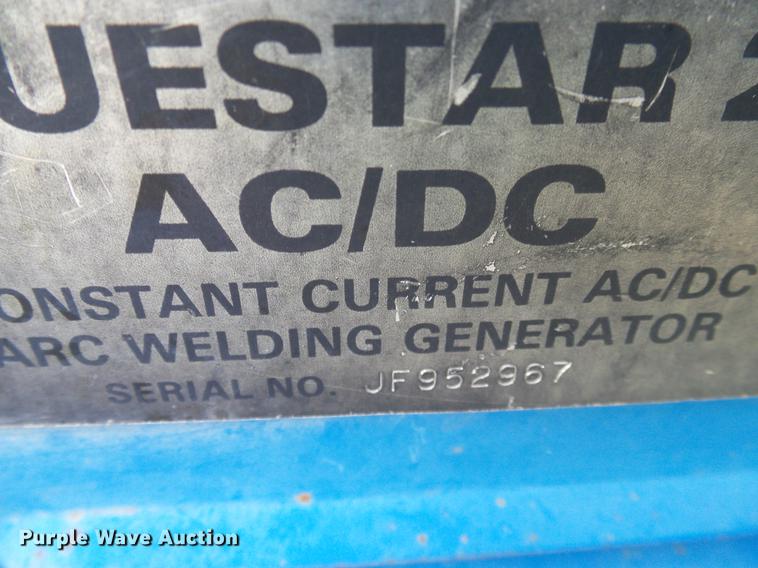 UESTAR 2
AC/DC
ONSTANT CURRENT AC/DC
ARC WELDING GENERATOR
SERIAL NO. JF952967
Purple Wave Auction